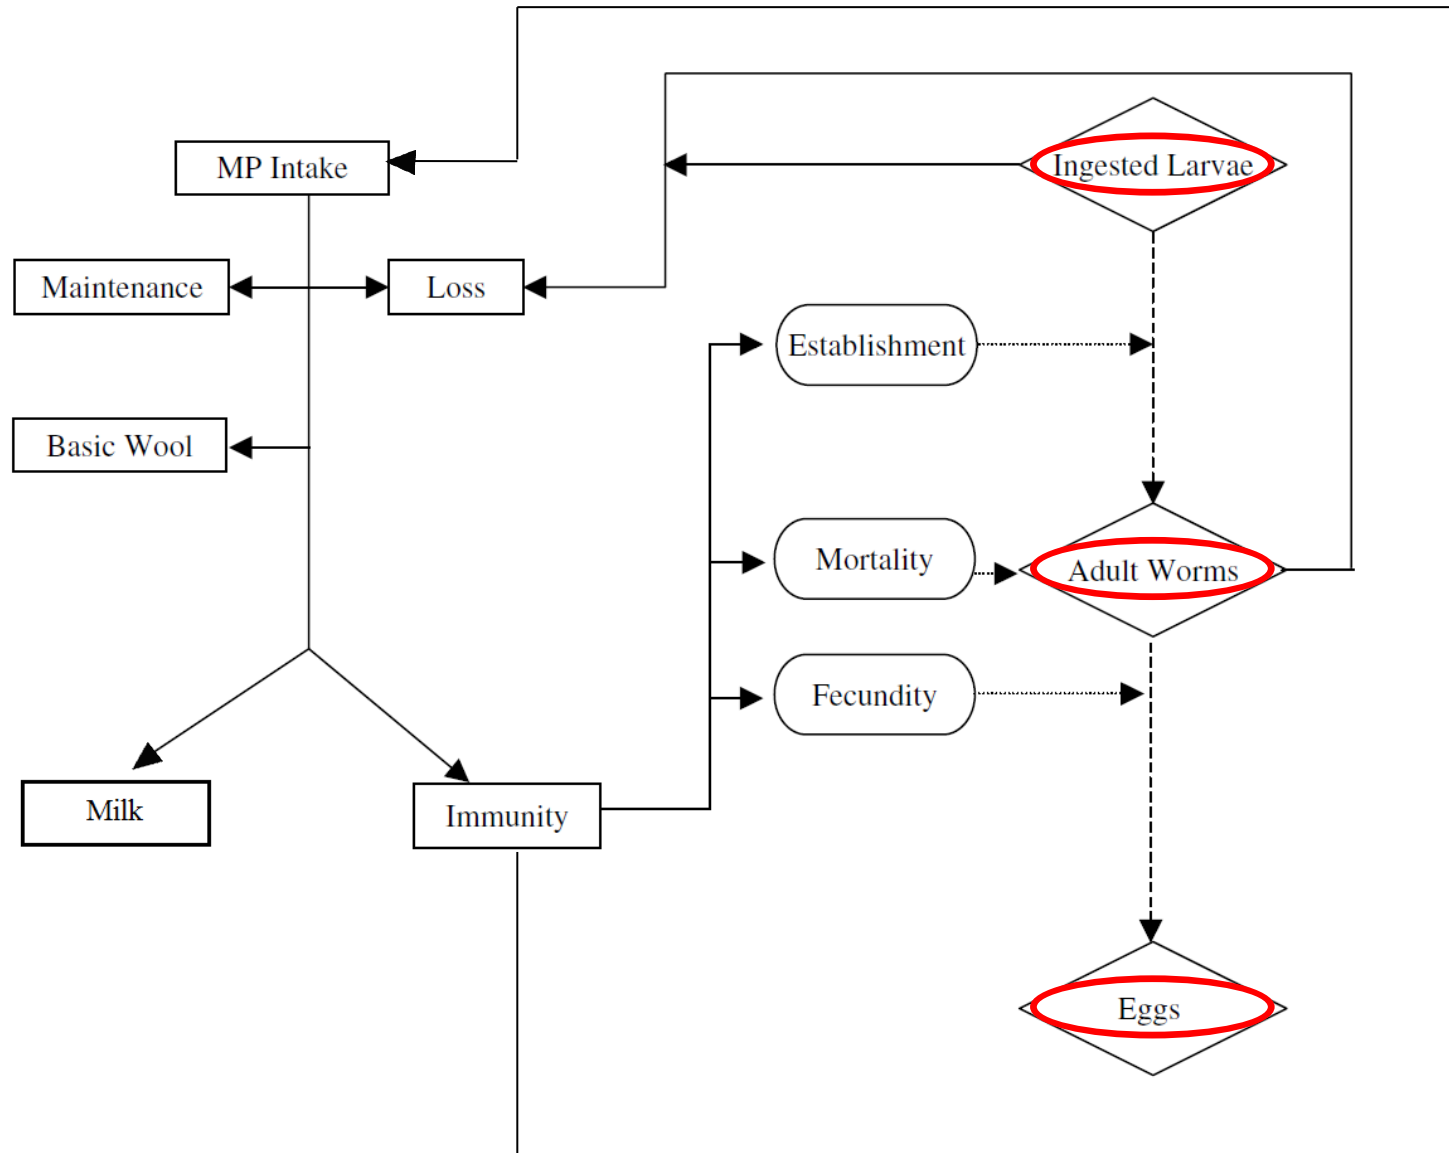 MP Intake
Ingested Larvae
Maintenance
Loss
Establishment
Basic Wool
Mortality
Adult Worms
Fecundity
Milk
Immunity
Eggs